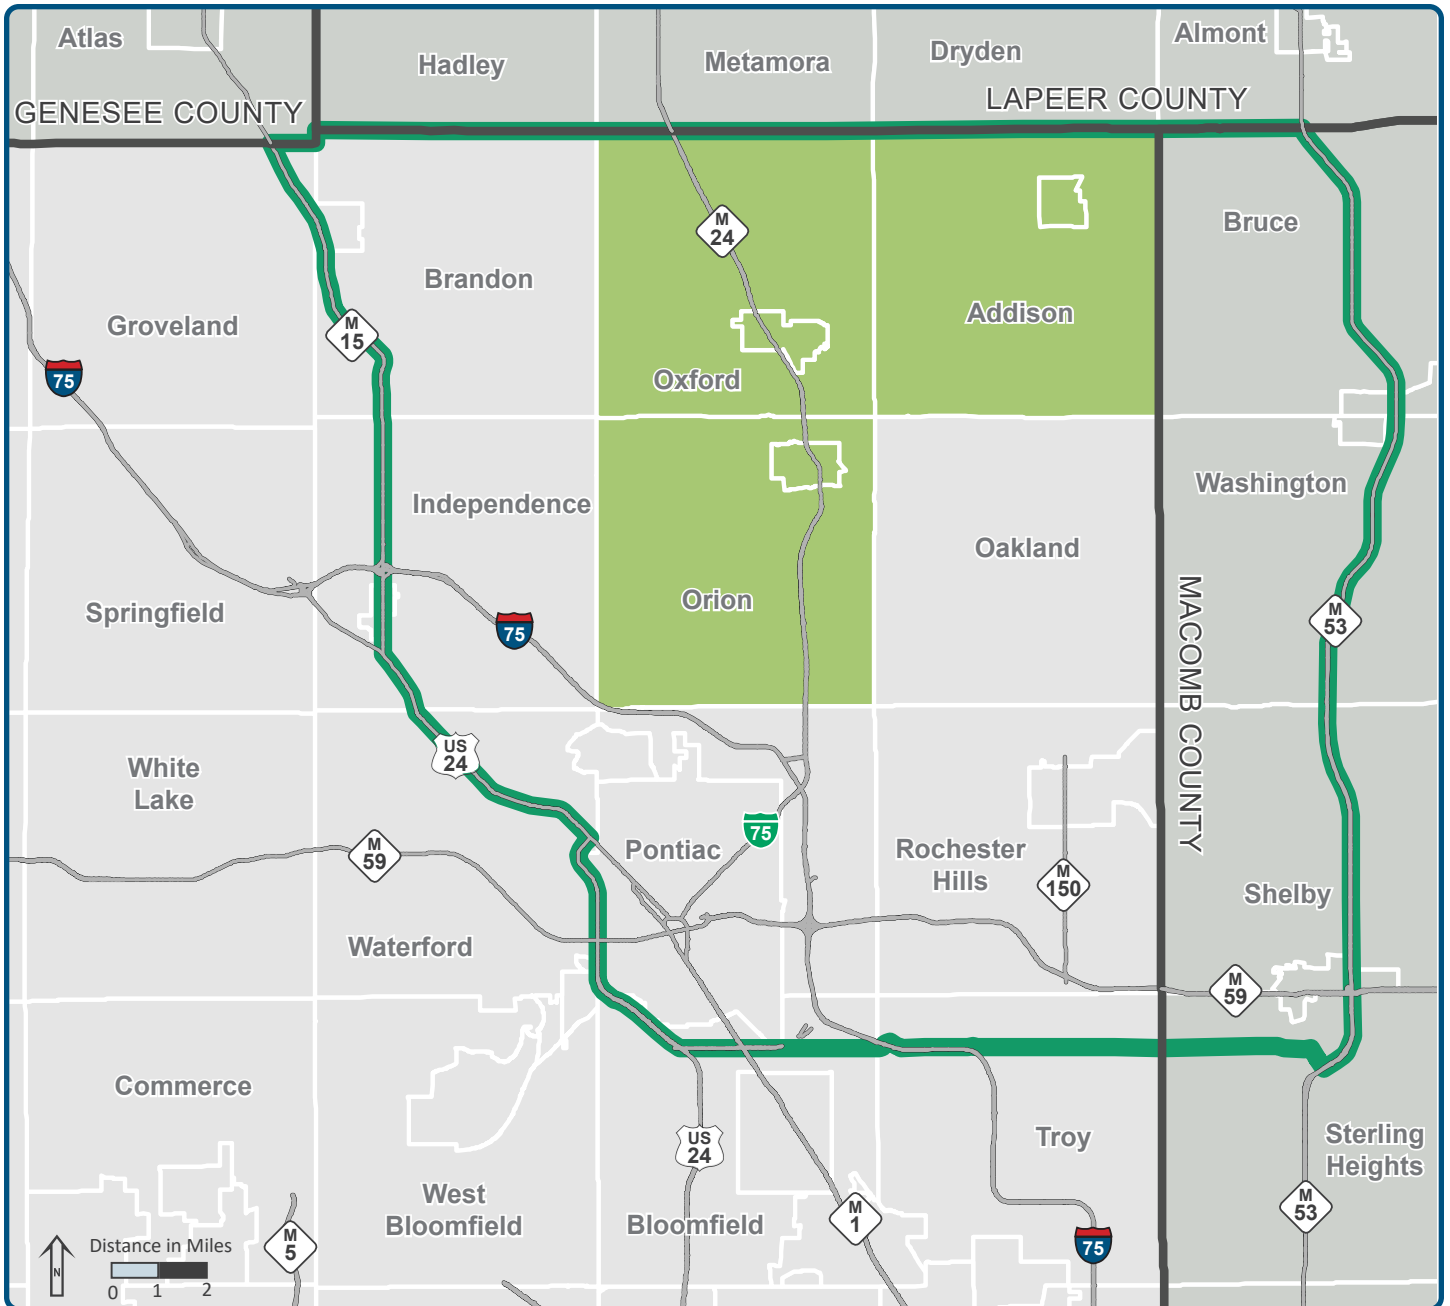 Atlas
Hadley
Metamora
Dryden
Almont
GENESEE COUNTY
LAPEER COUNTY
Bruce
M
24
Brandon
Addison
Groveland
M
15
75
Oxford
Washington
Independence
Oakland
Orion
Springfield
75
M
53
MACOMB COUNTY
US
24
White
Lake
75
Pontiac
M
59
Rochester
Hills
M
150
Shelby
Waterford
M
59
Commerce
Troy
US
24
Sterling
Heights
West
Bloomfield
Bloomfield
M
1
M
53
M
5
75
Distance in Miles
N
0 1 2